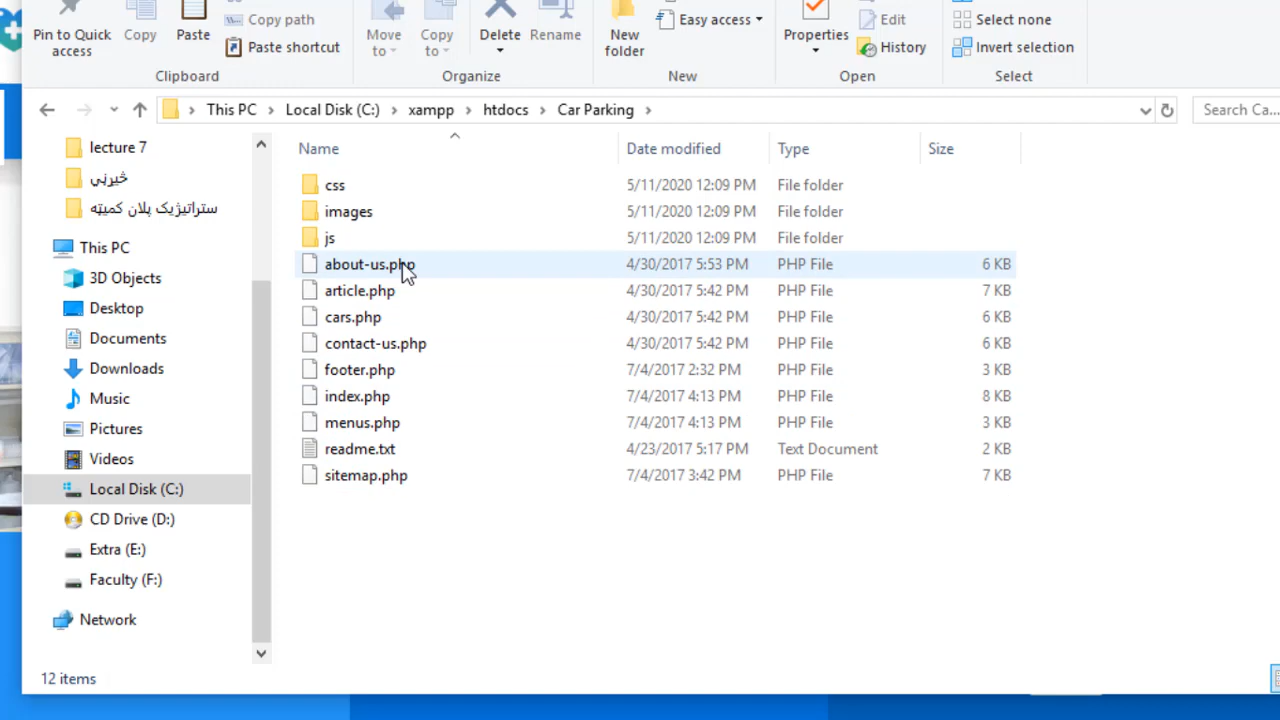 Pin to Quick access
Copy
Paste
Copy path
Paste shortcut
Clipboard
Move to
Copy to
Delete
Rename
Organize
New folder
Easy access
New
Properties
Edit
History
Open
Select none
Invert selection
Select
This PC
Local Disk (C:)
xampp
htdocs
Car Parking
Search Ca...
Name
Date modified
Type
Size
lecture 7
څیړنې
ستراتیژیک پلان کمیټه
This PC
3D Objects
Desktop
Documents
Downloads
Music
Pictures
Videos
Local Disk (C:)
CD Drive (D:)
Extra (E:)
Faculty (F:)
Network
css 5/11/2020 12:09 PM File folder
images 5/11/2020 12:09 PM File folder
js 5/11/2020 12:09 PM File folder
about-us.php 4/30/2017 5:53 PM PHP File 6 KB
article.php 4/30/2017 5:42 PM PHP File 7 KB
cars.php 4/30/2017 5:42 PM PHP File 6 KB
contact-us.php 4/30/2017 5:42 PM PHP File 6 KB
footer.php 7/4/2017 2:32 PM PHP File 3 KB
index.php 7/4/2017 4:13 PM PHP File 8 KB
menus.php 7/4/2017 4:13 PM PHP File 3 KB
readme.txt 4/23/2017 5:17 PM Text Document 2 KB
sitemap.php 7/4/2017 3:42 PM PHP File 7 KB
12 items